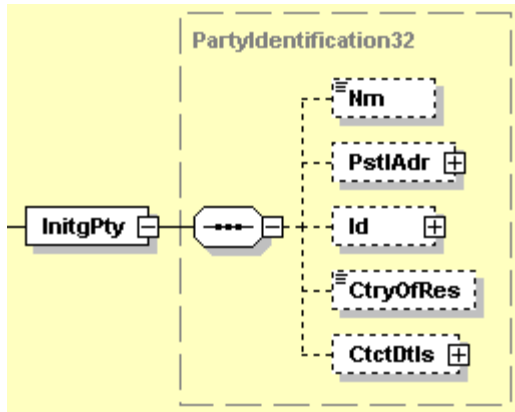 PartyIdentification32
Nm
PstlAdr
InitgPty
Id
CtryOfRes
CtctDtls